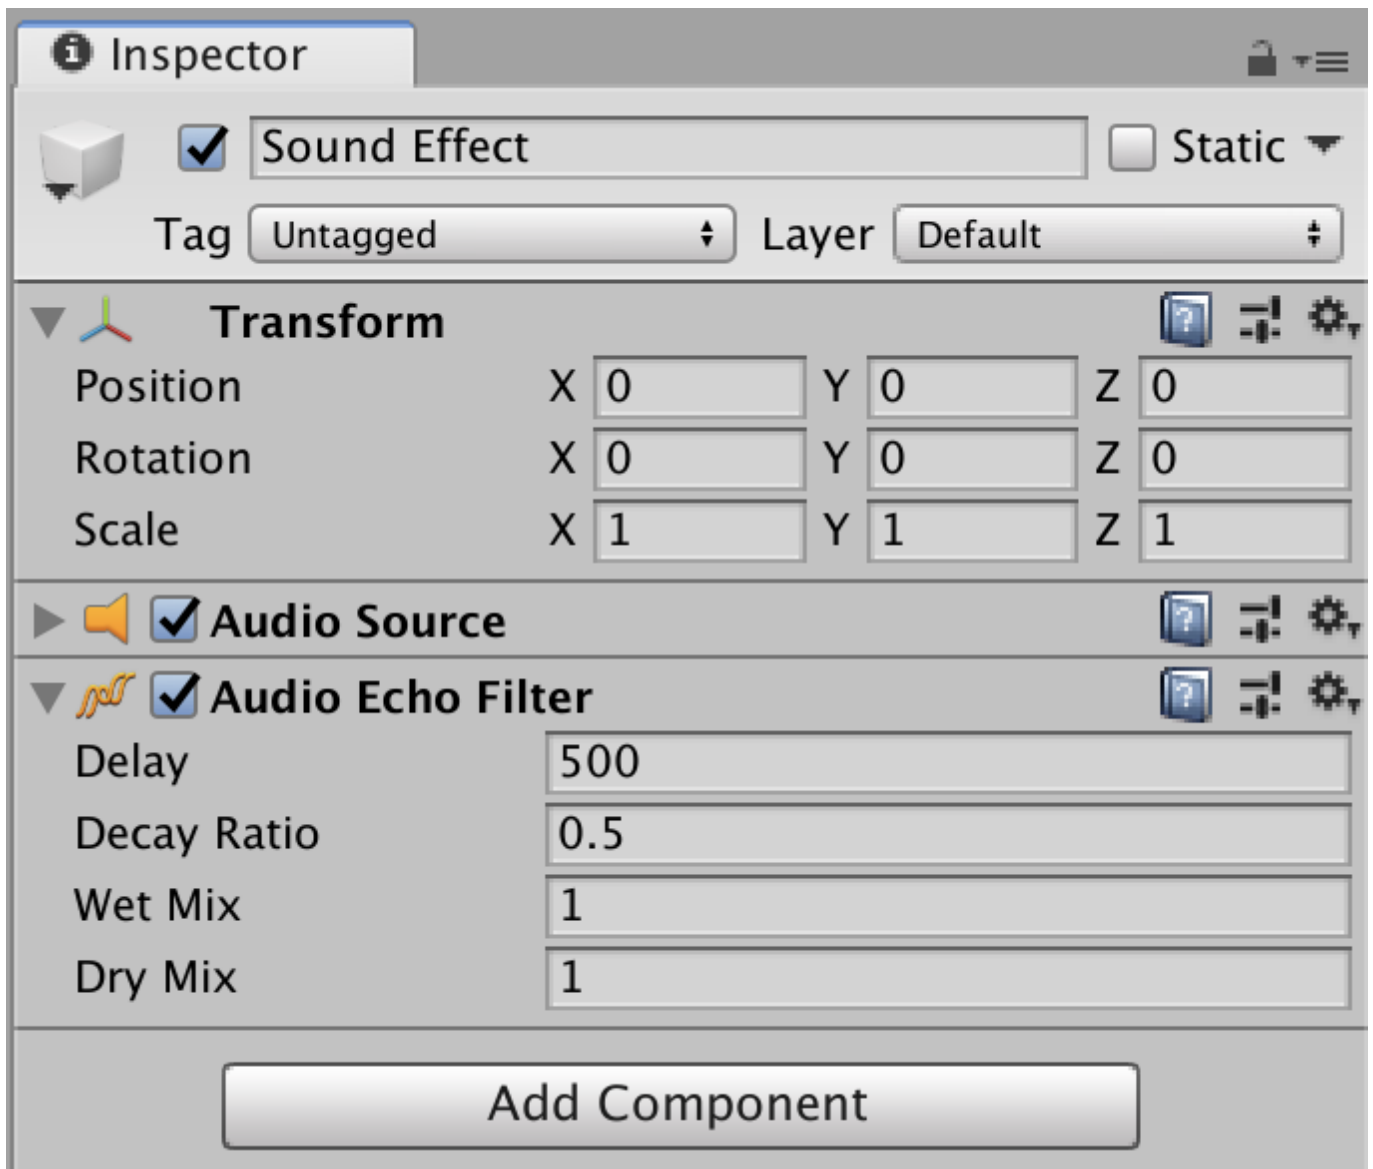 Inspector
Sound Effect Static
Tag Untagged Layer Default
Transform
Position X 0 Y 0 Z 0
Rotation X 0 Y 0 Z 0
Scale X 1 Y 1 Z 1
Audio Source
Audio Echo Filter
Delay 500
Decay Ratio 0.5
Wet Mix 1
Dry Mix 1
Add Component